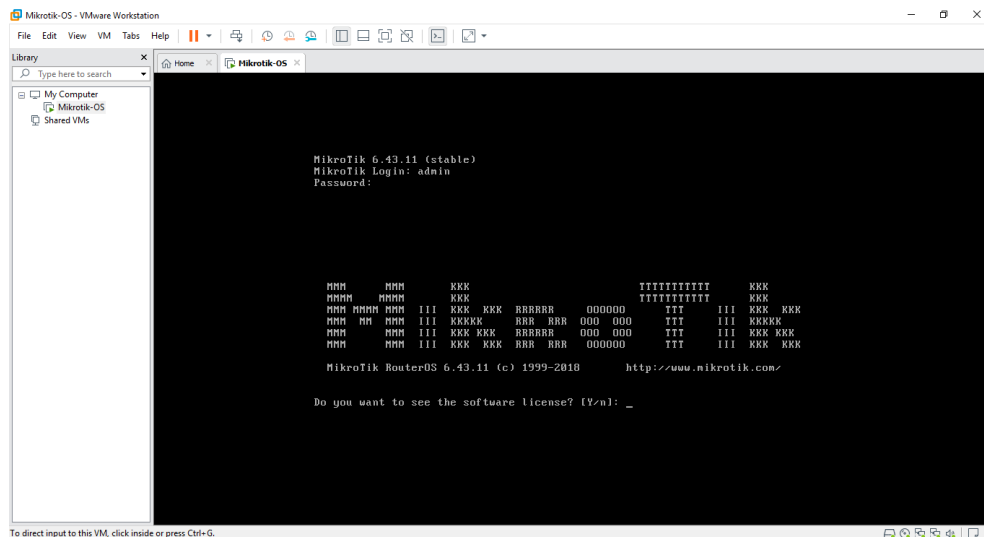 Mikrotik-OS - VMware Workstation
File Edit View VM Tabs Help
Library
Type here to search
Home
Mikrotik-OS
My Computer
Mikrotik-OS
Shared VMs
MikroTik 6.43.11 (stable)
MikroTik Login: admin
Password:
MMM      MMM       KKK                          TTTTTTTTTTT      KKK
MMMM    MMMM       KKK                          TTTTTTTTTTT      KKK
MMM MMMM MMM  III  KKK  KKK  RRRRRR     OOOOOO      TTT     III  KKK  KKK
MMM  MM  MMM  III  KKKKK     RRR  RRR  OOO  OOO     TTT     III  KKKKK
MMM      MMM  III  KKK KKK   RRRRRR    OOO  OOO     TTT     III  KKK KKK
MMM      MMM  III  KKK  KKK  RRR  RRR   OOOOOO      TTT     III  KKK  KKK
MikroTik RouterOS 6.43.11 (c) 1999-2018       http://www.mikrotik.com/
Do you want to see the software license? [Y/n]: _
To direct input to this VM, click inside or press Ctrl+G.